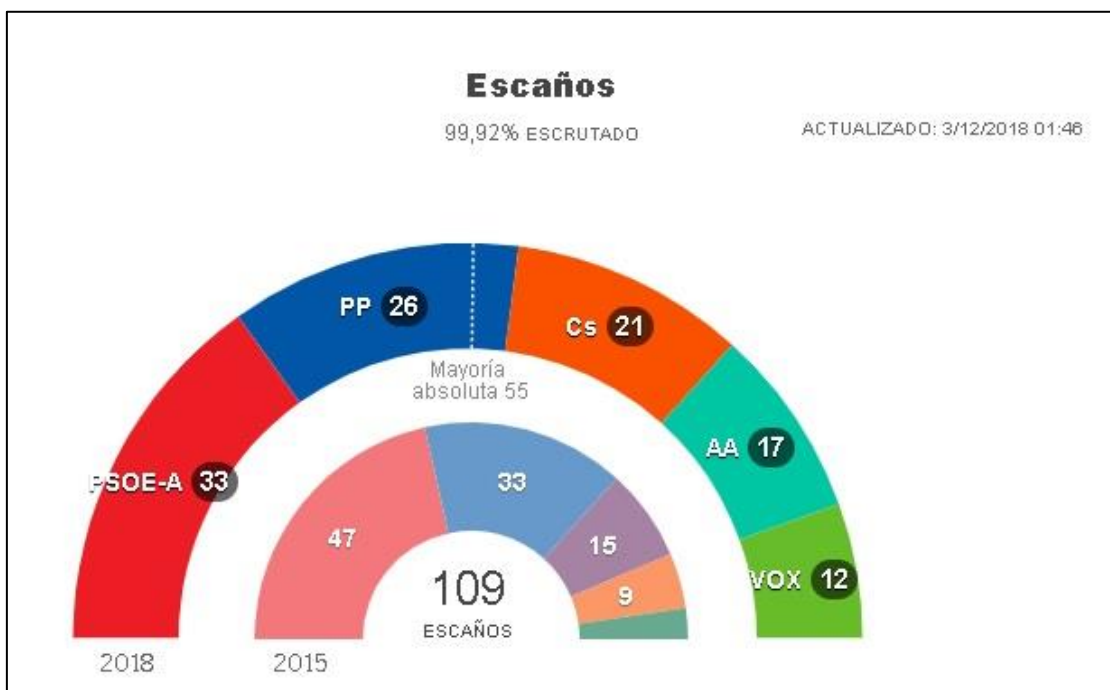 Escaños
99,92% ESCRUTADO
ACTUALIZADO: 3/12/2018 01:46
PP 26
Cs 21
Mayoría
absoluta 55
AA 17
PSOE-A 33
33
47
15
VOX 12
109
9
ESCAÑOS
2018
2015